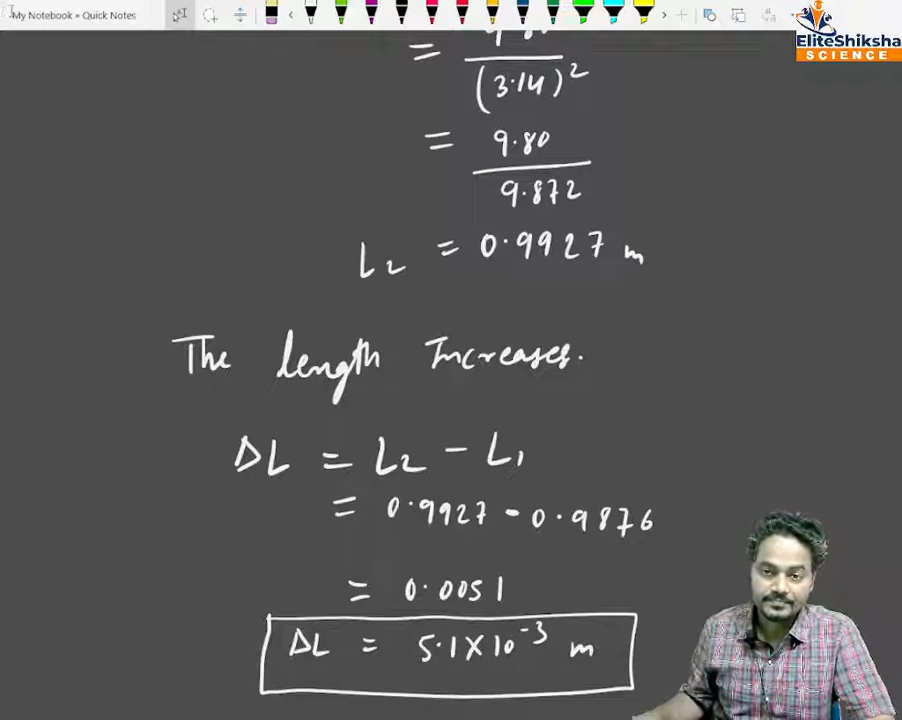 My Notebook » Quick Notes
EliteShiksha
SCIENCE
=
(3.14)²
= 9.80
9.872
L₂ = 0.9927 m
The length Increases.
ΔL = L₂ - L₁
= 0.9927 - 0.9876
= 0.0051
ΔL = 5.1×10⁻³ m